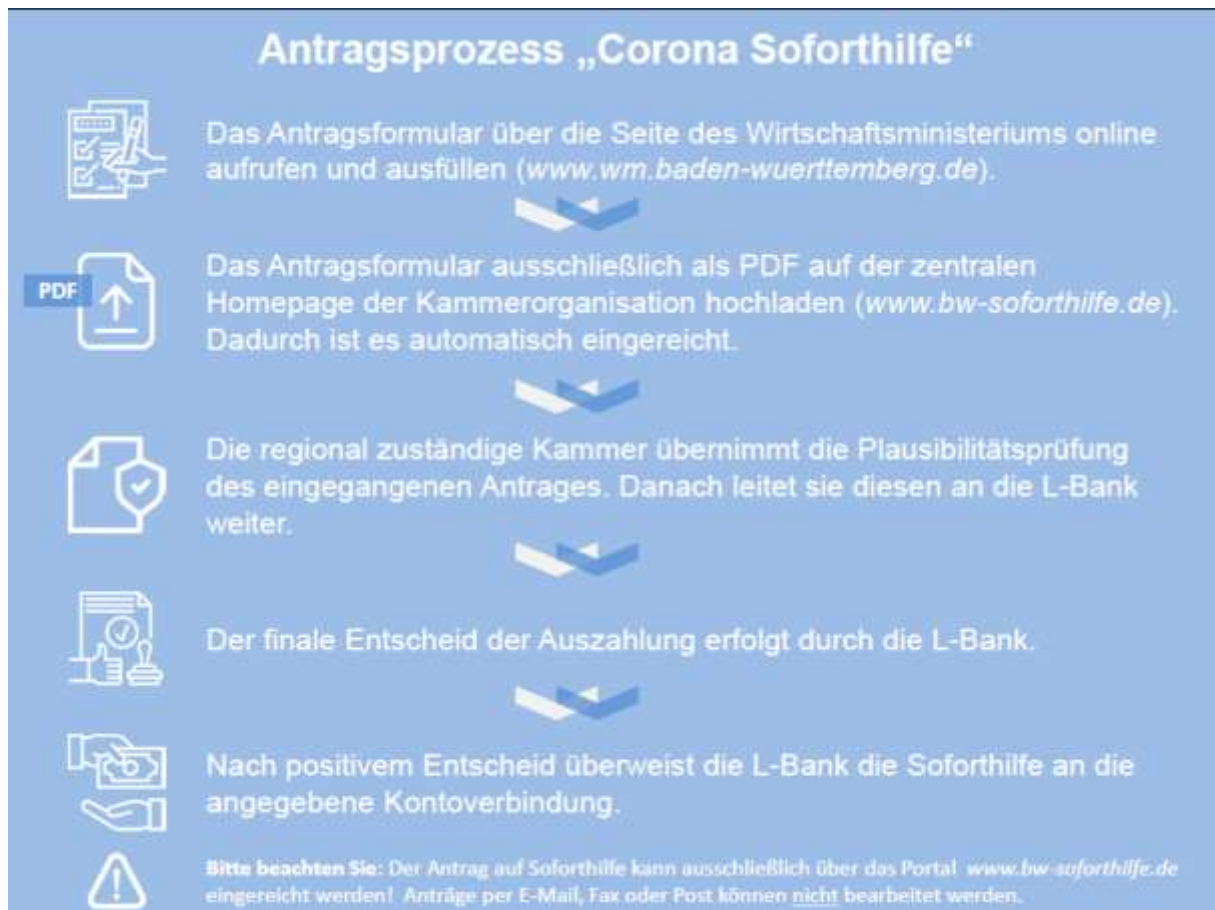 Antragsprozess „Corona Soforthilfe“
Das Antragsformular über die Seite des Wirtschaftsministeriums online
aufrufen und ausfüllen (www.wm.baden-wuerttemberg.de).
PDF
Das Antragsformular ausschließlich als PDF auf der zentralen
Homepage der Kammerorganisation hochladen (www.bw-soforthilfe.de).
Dadurch ist es automatisch eingereicht.
Die regional zuständige Kammer übernimmt die Plausibilitätsprüfung
des eingegangenen Antrages. Danach leitet sie diesen an die L-Bank
weiter.
Der finale Entscheid der Auszahlung erfolgt durch die L-Bank.
Nach positivem Entscheid überweist die L-Bank die Soforthilfe an die
angegebene Kontoverbindung.
Bitte beachten Sie: Der Antrag auf Soforthilfe kann ausschließlich über das Portal www.bw-soforthilfe.de
eingereicht werden! Anträge per E-Mail, Fax oder Post können nicht bearbeitet werden.